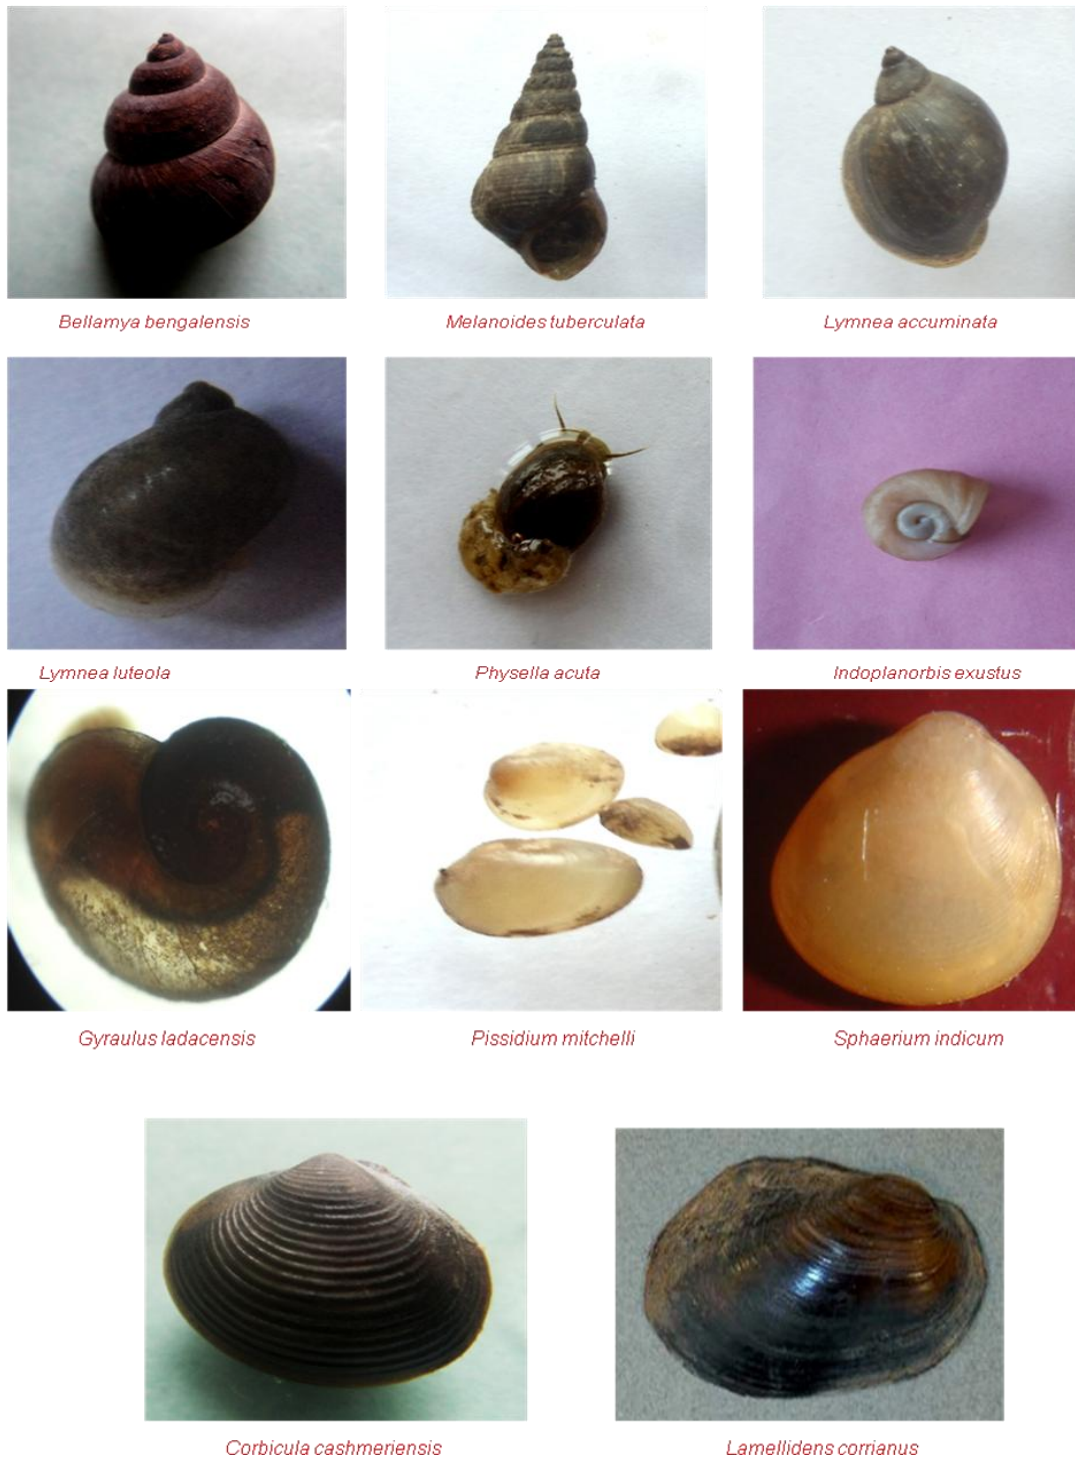 Bellamya bengalensis
Melanoides tuberculata
Lymnea accuminata
Lymnea luteola
Physella acuta
Indoplanorbis exustus
Gyraulus ladacensis
Pissidium mitchelli
Sphaerium indicum
Corbicula cashmeriensis
Lamellidens corrianus